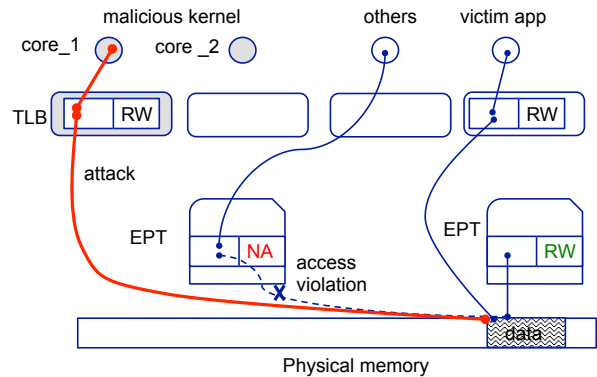 malicious kernel
others
victim app
core_1
core _2
TLB
RW
RW
attack
EPT
NA
EPT
RW
access
violation
data
Physical memory